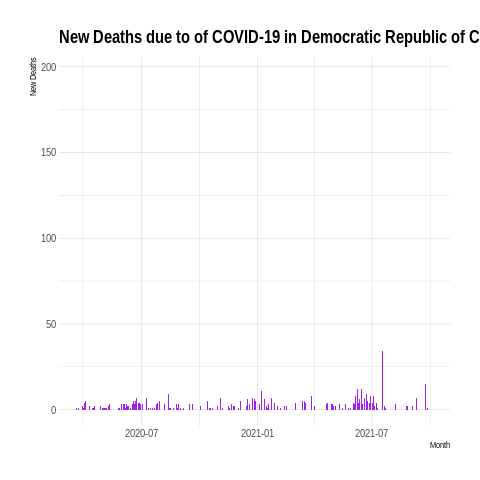 New Deaths due to of COVID-19 in Democratic Republic of C
New Deaths
200
150
100
50
0
2020-07 2021-01 2021-07
Month